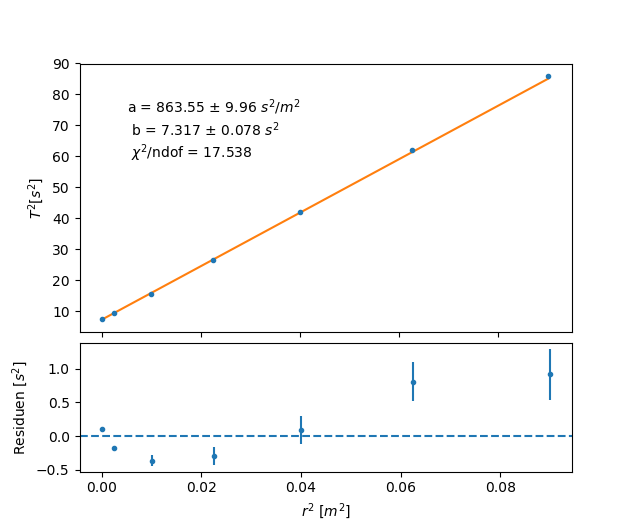 90
80
70
60
50
40
30
20
10
T²[s²]
a = 863.55 ± 9.96 s²/m²
b = 7.317 ± 0.078 s²
χ²/ndof = 17.538
1.0
0.5
0.0
−0.5
Residuen [s²]
0.00 0.02 0.04 0.06 0.08
r² [m²]